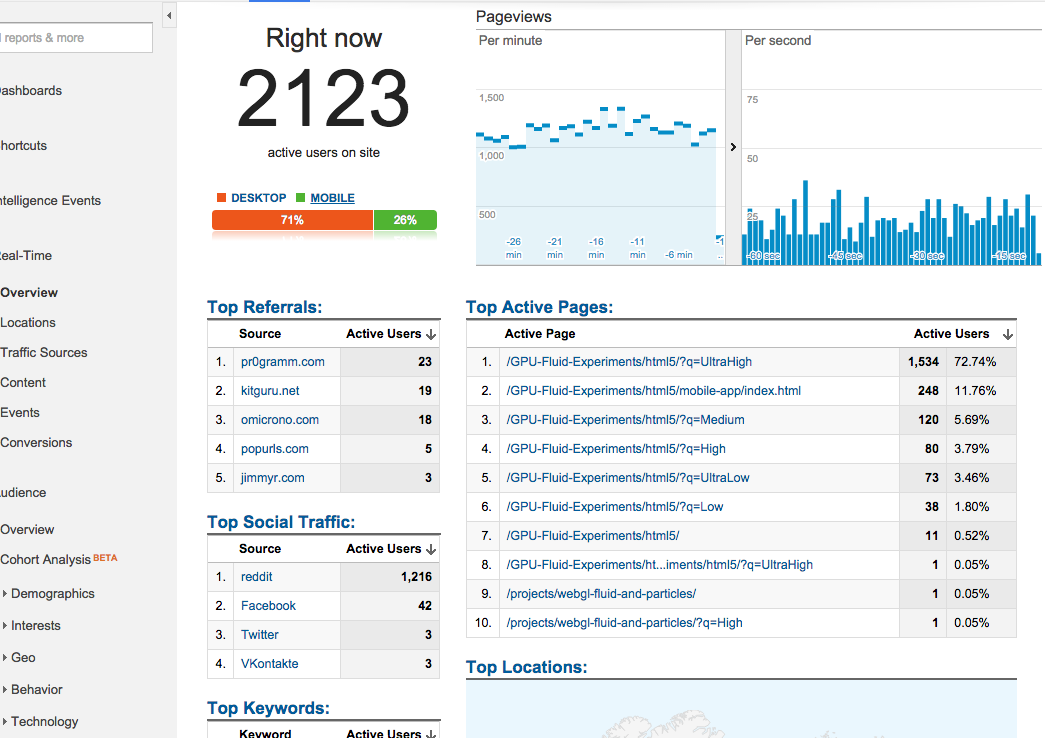 l reports & more
ashboards
hortcuts
ntelligence Events
eal-Time
Overview
Locations
Traffic Sources
Content
Events
Conversions
udience
Overview
Cohort Analysis BETA
Demographics
Interests
Geo
Behavior
Technology
Right now
2123
active users on site
DESKTOP MOBILE
71% 26%
Pageviews
Per minute
1,500
1,000
500
-26 min -21 min -16 min -11 min -6 min -1 ..
Per second
75
50
25
-60 sec -45 sec -30 sec -15 sec
Top Referrals:
Source Active Users
1. pr0gramm.com 23
2. kitguru.net 19
3. omicrono.com 18
4. popurls.com 5
5. jimmyr.com 3
Top Social Traffic:
Source Active Users
1. reddit 1,216
2. Facebook 42
3. Twitter 3
4. VKontakte 3
Top Keywords:
Keyword Active Users
Top Active Pages:
Active Page Active Users
1. /GPU-Fluid-Experiments/html5/?q=UltraHigh 1,534 72.74%
2. /GPU-Fluid-Experiments/html5/mobile-app/index.html 248 11.76%
3. /GPU-Fluid-Experiments/html5/?q=Medium 120 5.69%
4. /GPU-Fluid-Experiments/html5/?q=High 80 3.79%
5. /GPU-Fluid-Experiments/html5/?q=UltraLow 73 3.46%
6. /GPU-Fluid-Experiments/html5/?q=Low 38 1.80%
7. /GPU-Fluid-Experiments/html5/ 11 0.52%
8. /GPU-Fluid-Experiments/ht...iments/html5/?q=UltraHigh 1 0.05%
9. /projects/webgl-fluid-and-particles/ 1 0.05%
10. /projects/webgl-fluid-and-particles/?q=High 1 0.05%
Top Locations: